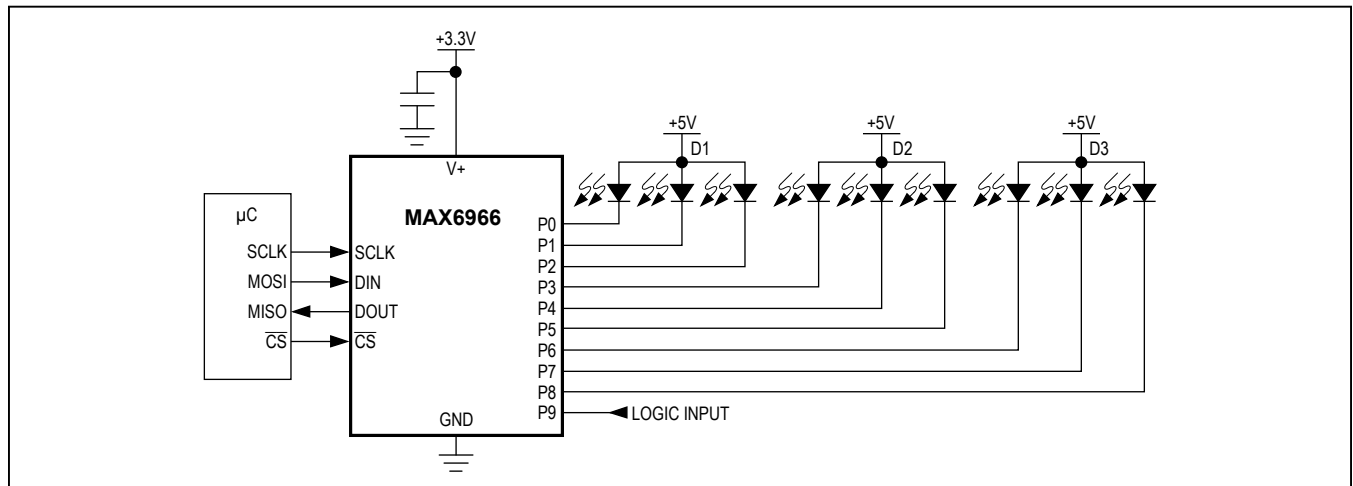 +3.3V
+5V
D1
+5V
D2
+5V
D3
V+
µC
MAX6966
P0
P1
SCLK
SCLK
P2
MOSI
DIN
P3
MISO
DOUT
P4
P5
CS
CS
P6
P7
P8
GND
P9
LOGIC INPUT